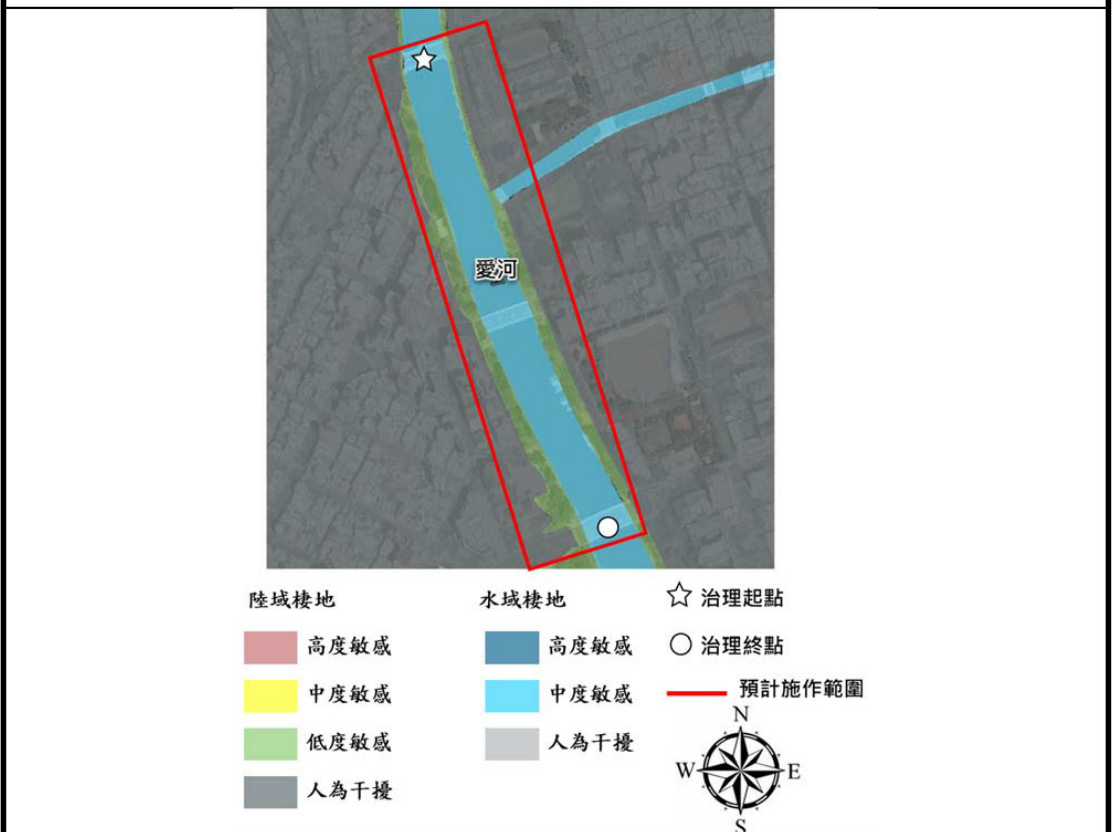 愛河
陸域棲地
水域棲地
治理起點
高度敏感
高度敏感
治理終點
中度敏感
中度敏感
預計施作範圍
低度敏感
人為干擾
人為干擾
N
W
E
S